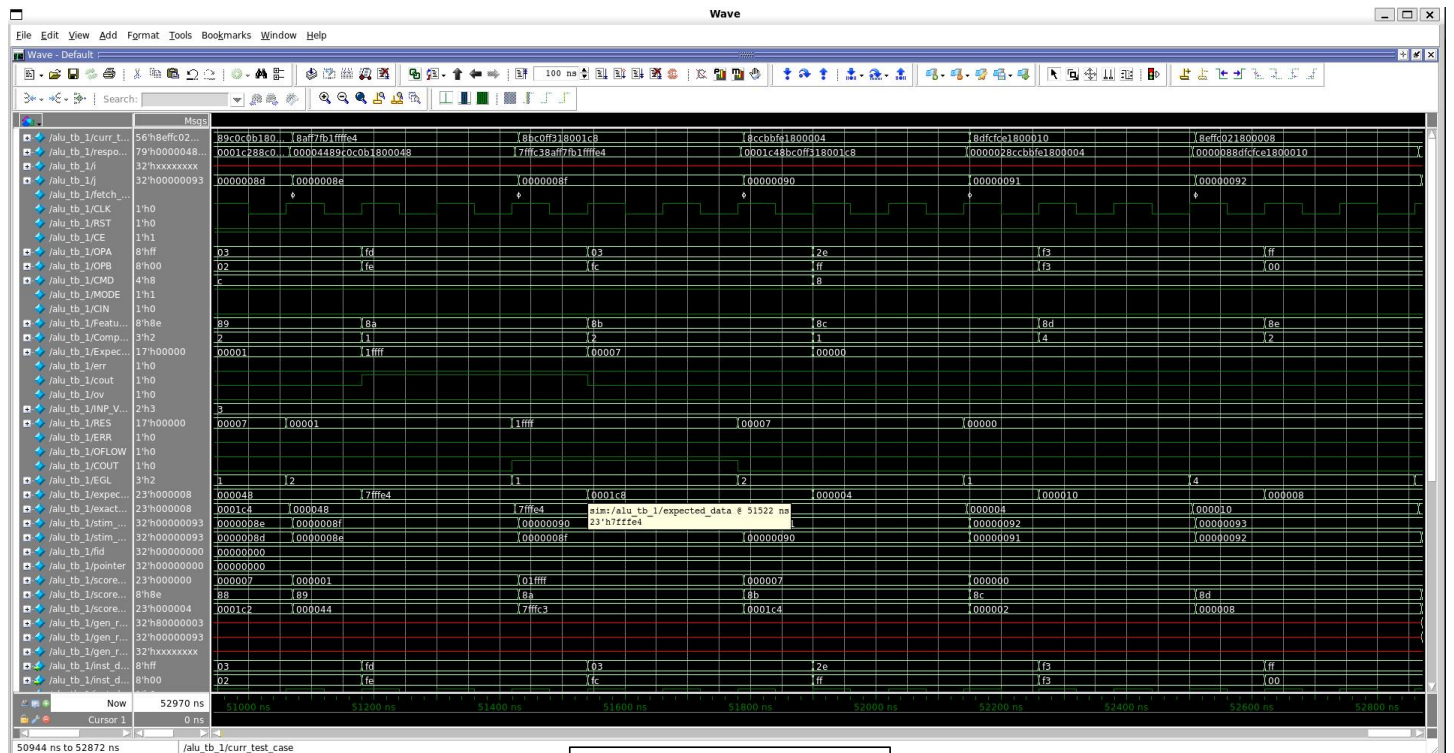 Wave
File Edit View Add Format Tools Bookmarks Window Help
Wave - Default
100 ns
Search:
Msgs
/alu_tb_1/curr_t... 56'h8effc02... 89c0c0b180... 8aff7fb1ffffe4 8bc0ff318001c8 8ccbbfe1800004 8dfcfce1800010 8effc021800008
/alu_tb_1/respo... 79'h0000048... 0001c288c0... 00004489c0c0b1800048 7fffc38aff7fb1ffffe4 0001c48bc0ff318001c8 0000028ccbbfe1800004 0000088dfcfce1800010
/alu_tb_1/i 32'hxxxxxxxx
/alu_tb_1/j 32'h00000093 0000008d 0000008e 0000008f 00000090 00000091 00000092
/alu_tb_1/fetch_...
/alu_tb_1/CLK 1'h0
/alu_tb_1/RST 1'h0
/alu_tb_1/CE 1'h1
/alu_tb_1/OPA 8'hff 03 fd 03 2e f3 ff
/alu_tb_1/OPB 8'h00 02 fe fc ff f3 00
/alu_tb_1/CMD 4'h8 c 8
/alu_tb_1/MODE 1'h1
/alu_tb_1/CIN 1'h0
/alu_tb_1/Featu... 8'h8e 89 8a 8b 8c 8d 8e
/alu_tb_1/Comp... 3'h2 2 1 2 1 4 2
/alu_tb_1/Expec... 17'h00000 00001 1ffff 00007 00000
/alu_tb_1/err 1'h0
/alu_tb_1/cout 1'h0
/alu_tb_1/ov 1'h0
/alu_tb_1/INP_V... 2'h3 3
/alu_tb_1/RES 17'h00000 00007 00001 1ffff 00007 00000
/alu_tb_1/ERR 1'h0
/alu_tb_1/OFLOW 1'h0
/alu_tb_1/COUT 1'h0
/alu_tb_1/EGL 3'h2 1 2 1 2 1 4
/alu_tb_1/expec... 23'h000008 000048 7fffe4 0001c8 000004 000010 000008
/alu_tb_1/exact... 23'h000008 0001c4 000048 7fffe4 000004 000010
sim:/alu_tb_1/expected_data @ 51522 ns
23'h7fffe4
/alu_tb_1/stim_... 32'h00000093 0000008e 0000008f 00000090 1 00000092 00000093
/alu_tb_1/stim_... 32'h00000093 0000008d 0000008e 0000008f 00000090 00000091 00000092
/alu_tb_1/fid 32'h00000000 00000000
/alu_tb_1/pointer 32'h00000000 00000000
/alu_tb_1/score... 23'h000000 000007 000001 01ffff 000007 000000
/alu_tb_1/score... 8'h8e 88 89 8a 8b 8c 8d
/alu_tb_1/score... 23'h000004 0001c2 000044 7fffc3 0001c4 000002 000008
/alu_tb_1/gen_r... 32'h80000003
/alu_tb_1/gen_r... 32'h00000093
/alu_tb_1/gen_r... 32'hxxxxxxxx
/alu_tb_1/inst_d... 8'hff 03 fd 03 2e f3 ff
/alu_tb_1/inst_d... 8'h00 02 fe fc ff f3 00
Now 52970 ns 51000 ns 51200 ns 51400 ns 51600 ns 51800 ns 52000 ns 52200 ns 52400 ns 52600 ns 52800 ns
Cursor 1 0 ns
50944 ns to 52872 ns /alu_tb_1/curr_test_case